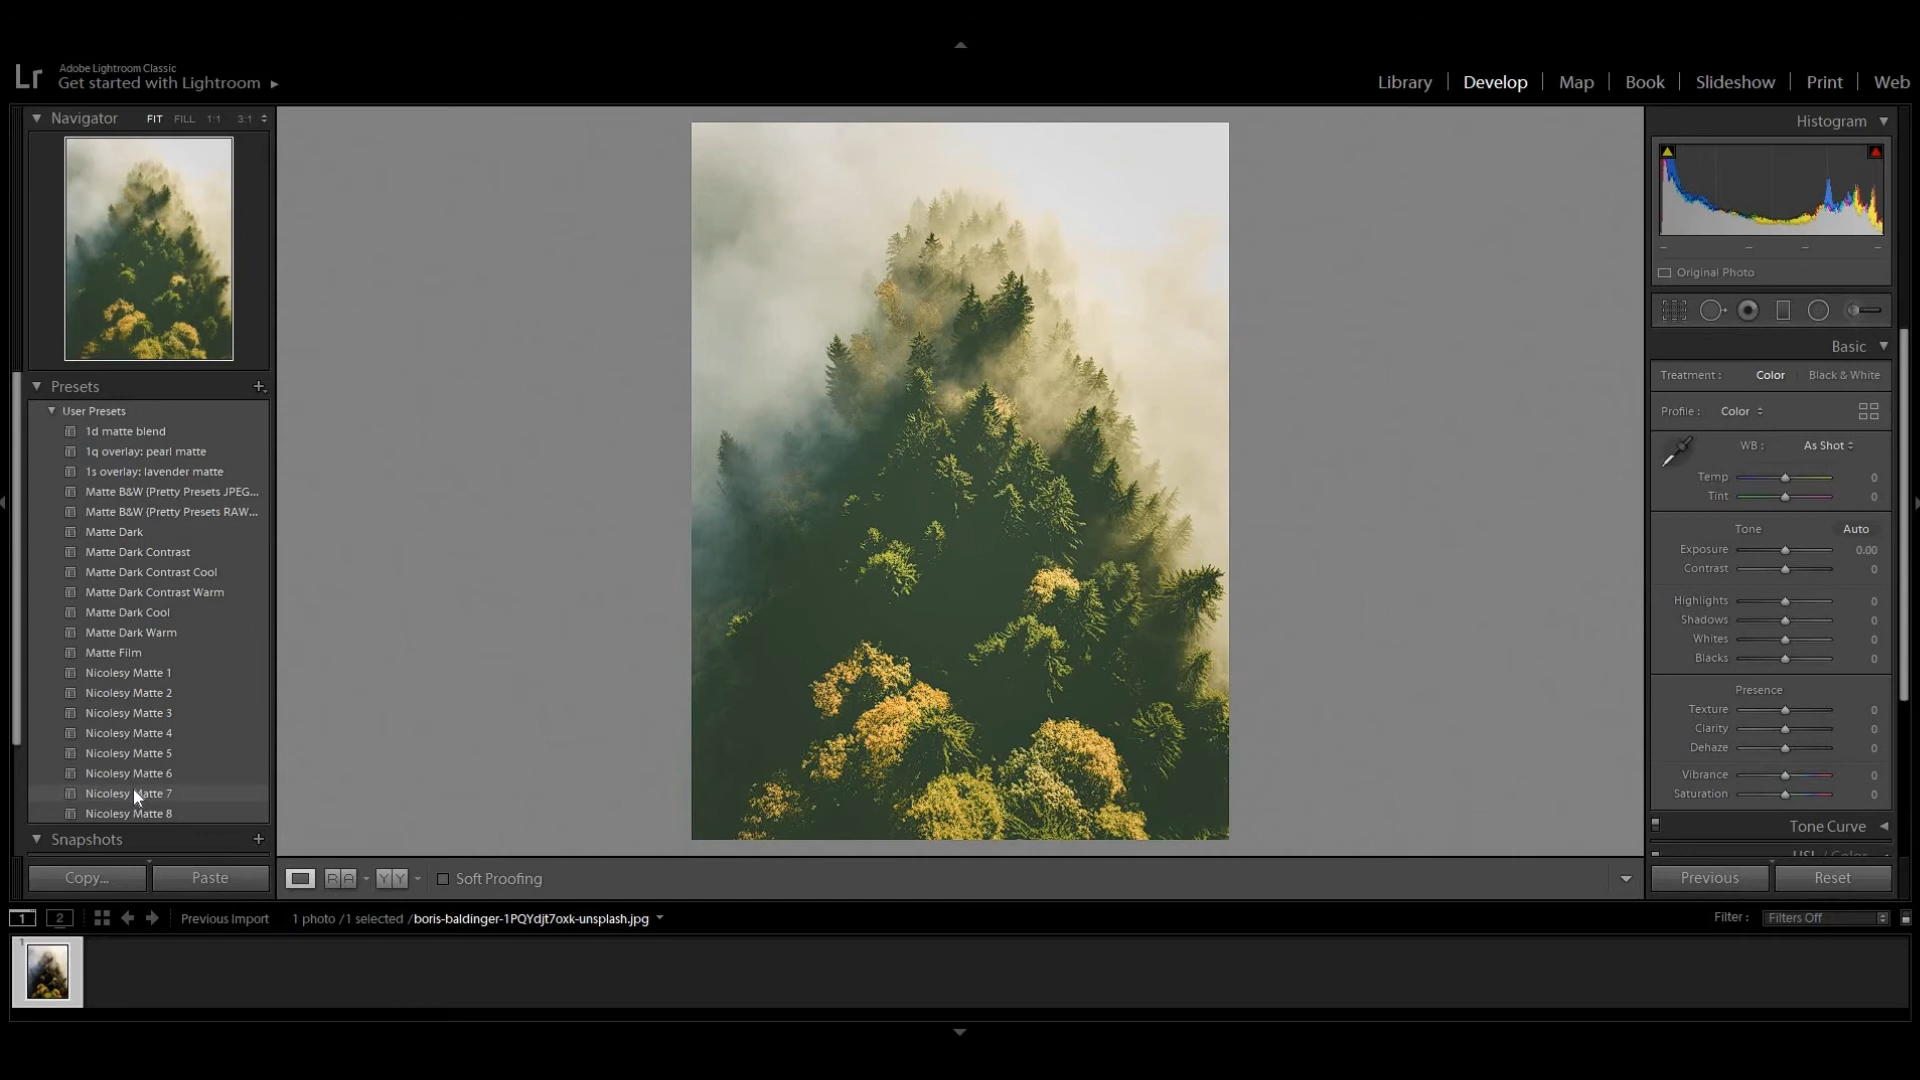 Lr
Adobe Lightroom Classic
Get started with Lightroom
Library
Develop
Map
Book
Slideshow
Print
Web
Navigator FIT FILL 1:1 3:1
Presets
User Presets
1d matte blend
1q overlay: pearl matte
1s overlay: lavender matte
Matte B&W {Pretty Presets JPEG...
Matte B&W {Pretty Presets RAW...
Matte Dark
Matte Dark Contrast
Matte Dark Contrast Cool
Matte Dark Contrast Warm
Matte Dark Cool
Matte Dark Warm
Matte Film
Nicolesy Matte 1
Nicolesy Matte 2
Nicolesy Matte 3
Nicolesy Matte 4
Nicolesy Matte 5
Nicolesy Matte 6
Nicolesy Matte 7
Nicolesy Matte 8
Snapshots
Copy...
Paste
Histogram
Original Photo
Basic
Treatment : Color Black & White
Profile : Color
WB : As Shot
Temp 0
Tint 0
Tone Auto
Exposure 0.00
Contrast 0
Highlights 0
Shadows 0
Whites 0
Blacks 0
Presence
Texture 0
Clarity 0
Dehaze 0
Vibrance 0
Saturation 0
Tone Curve
HSL / Color
Previous
Reset
R A
Y Y
Soft Proofing
1 2 Previous Import 1 photo /1 selected /boris-baldinger-1PQYdjt7oxk-unsplash.jpg
Filter : Filters Off
1